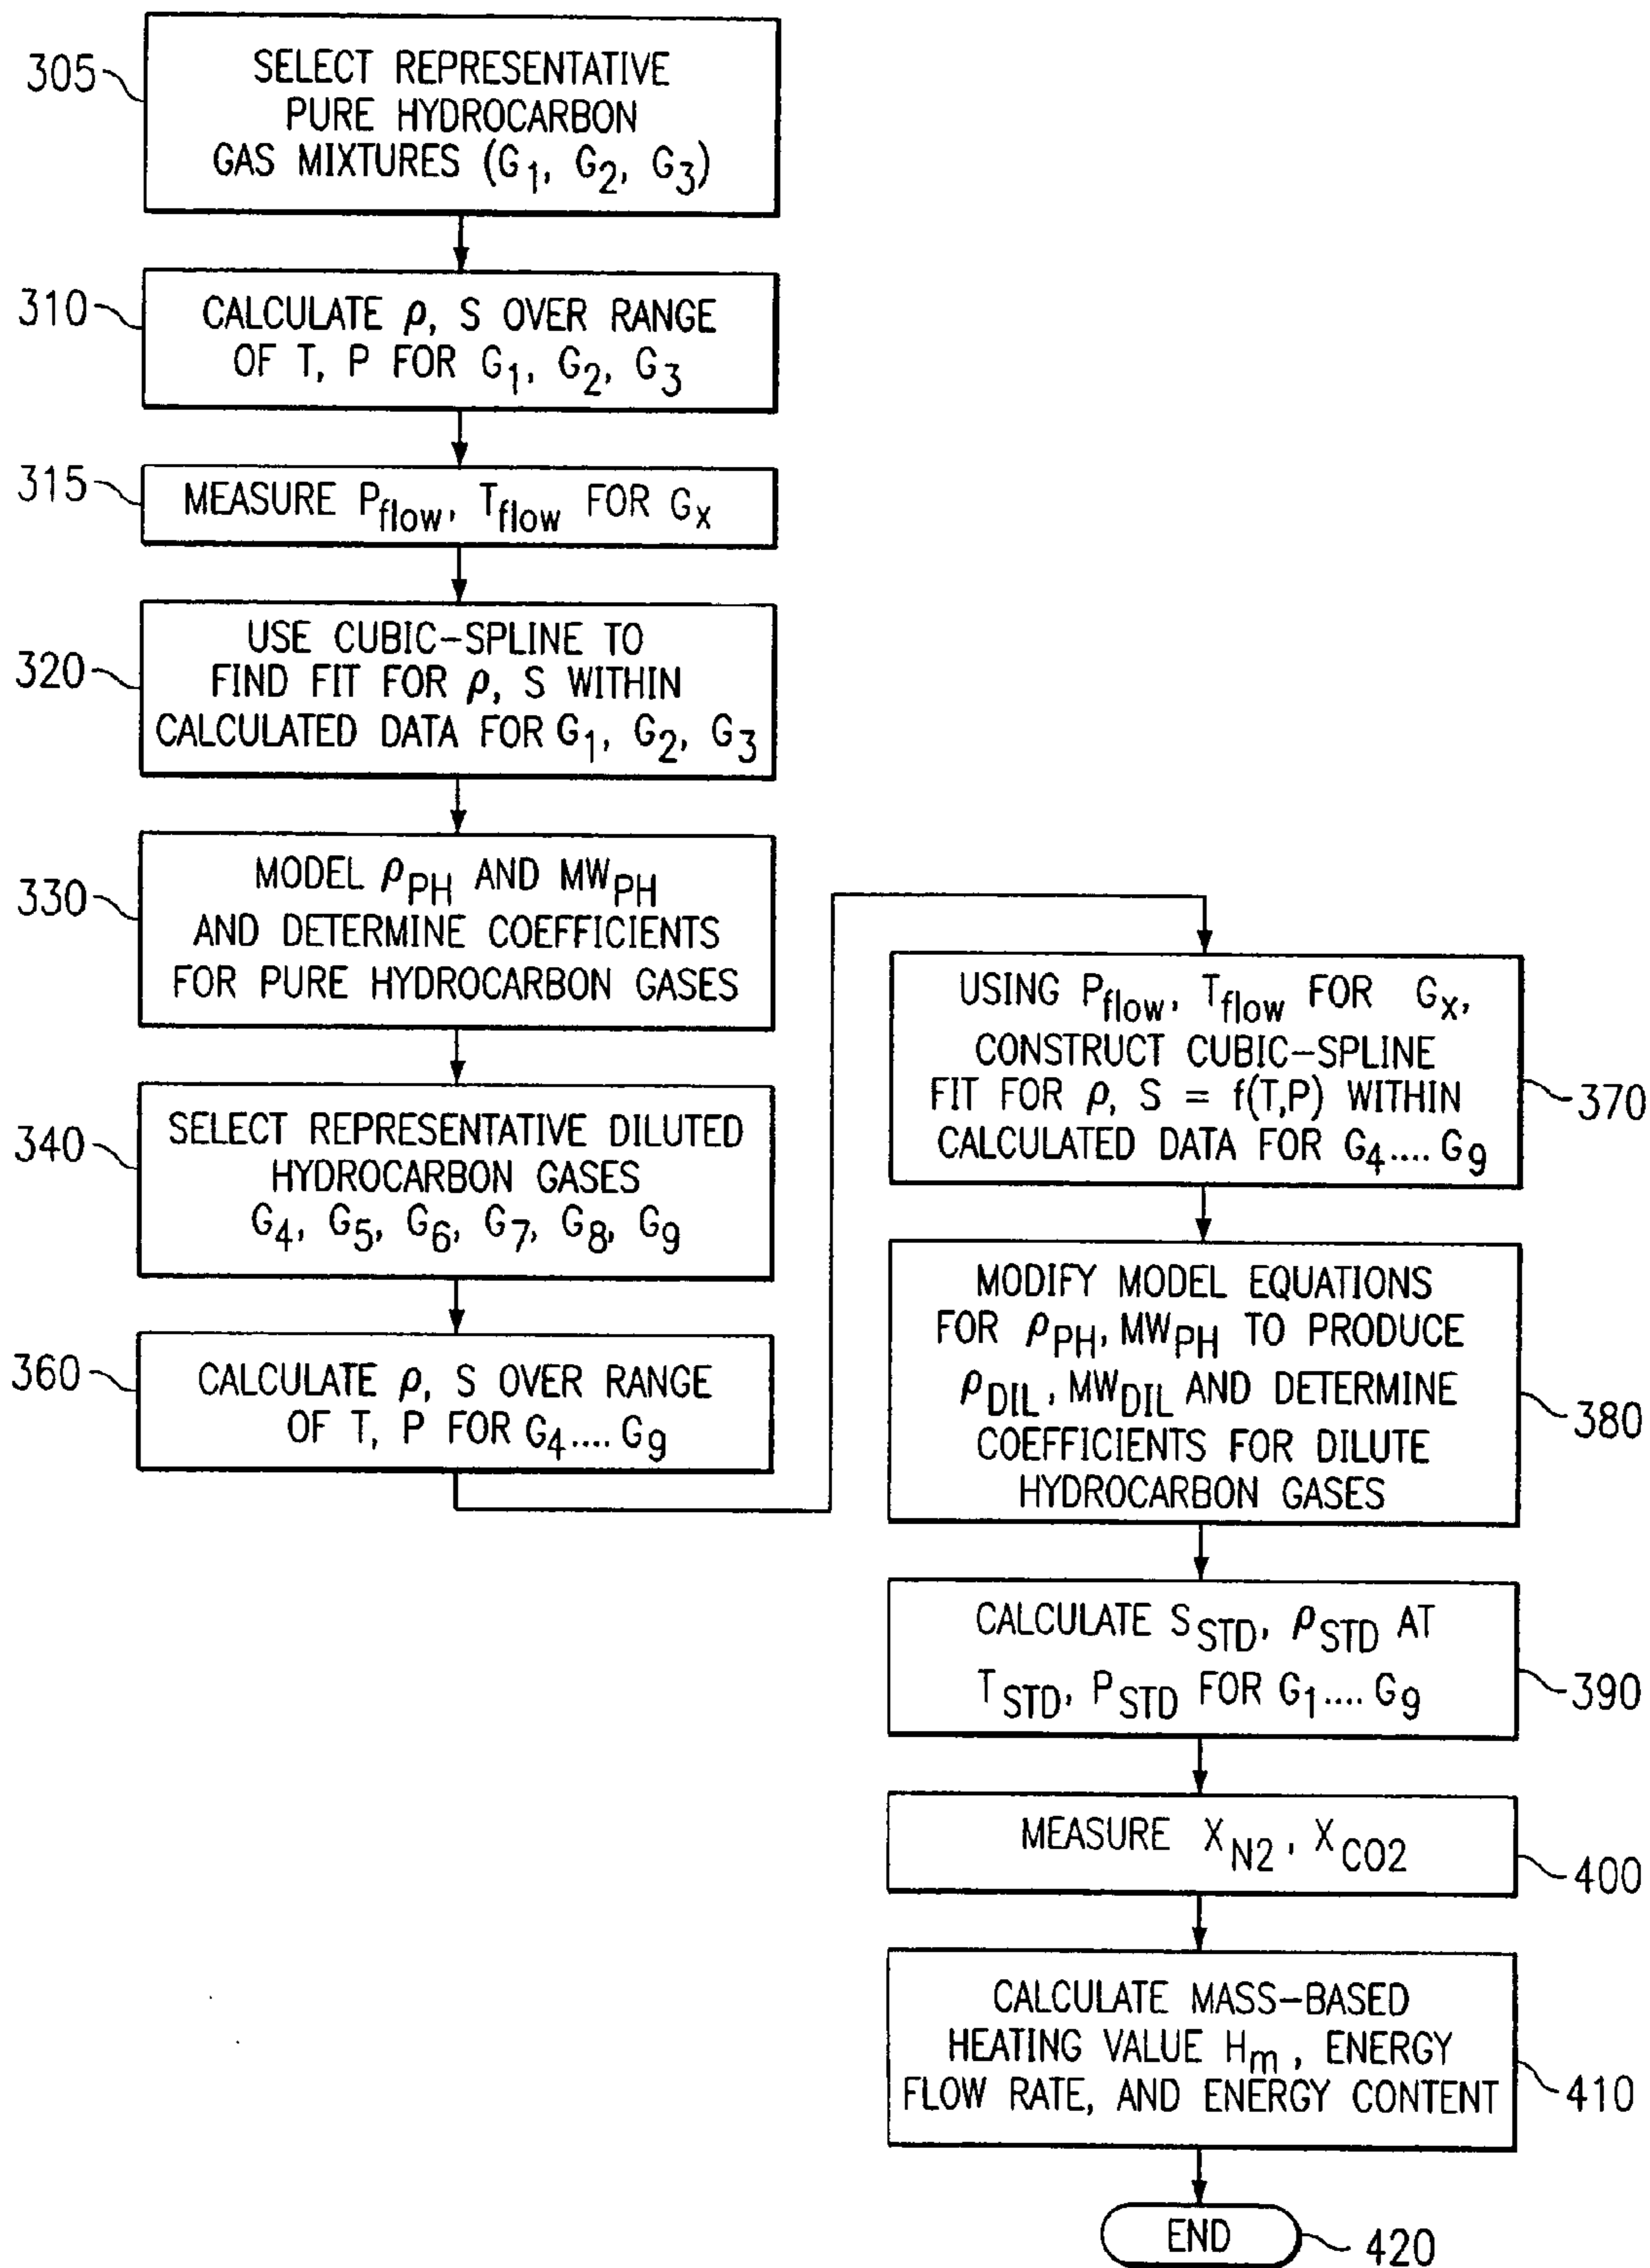 305
SELECT REPRESENTATIVE
PURE HYDROCARBON
GAS MIXTURES (G1, G2, G3)
310
CALCULATE ρ, S OVER RANGE
OF T, P FOR G1, G2, G3
315
MEASURE Pflow, Tflow FOR Gx
320
USE CUBIC-SPLINE TO
FIND FIT FOR ρ, S WITHIN
CALCULATED DATA FOR G1, G2, G3
330
MODEL ρPH AND MWPH
AND DETERMINE COEFFICIENTS
FOR PURE HYDROCARBON GASES
340
SELECT REPRESENTATIVE DILUTED
HYDROCARBON GASES
G4, G5, G6, G7, G8, G9
360
CALCULATE ρ, S OVER RANGE
OF T, P FOR G4.... G9
USING Pflow, Tflow FOR Gx,
CONSTRUCT CUBIC-SPLINE
FIT FOR ρ, S = f(T,P) WITHIN
CALCULATED DATA FOR G4.... G9
370
MODIFY MODEL EQUATIONS
FOR ρPH, MWPH TO PRODUCE
ρDIL, MWDIL AND DETERMINE
COEFFICIENTS FOR DILUTE
HYDROCARBON GASES
380
CALCULATE SSTD, ρSTD AT
TSTD, PSTD FOR G1.... G9
390
MEASURE XN2, XCO2
400
CALCULATE MASS-BASED
HEATING VALUE Hm, ENERGY
FLOW RATE, AND ENERGY CONTENT
410
END
420